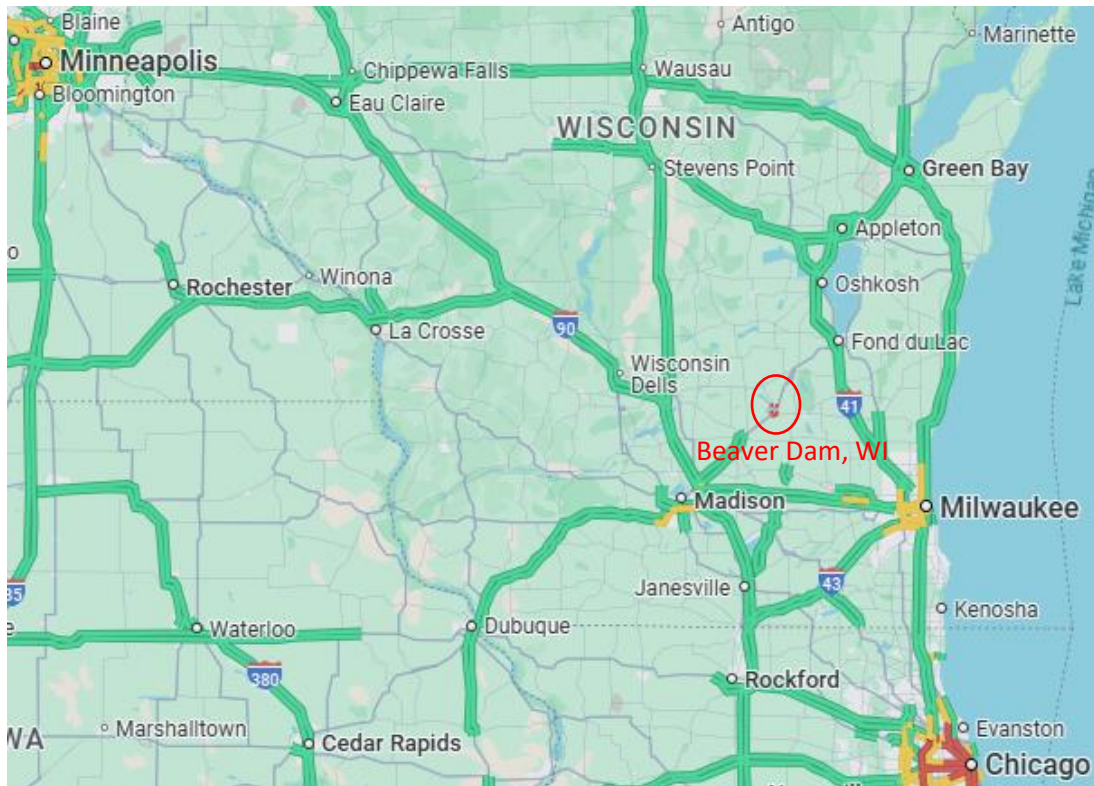 Blaine
Minneapolis
Bloomington
Chippewa Falls
Eau Claire
Antigo
Marinette
Wausau
WISCONSIN
Stevens Point
Green Bay
Appleton
Lake Michigan
o
Winona
Rochester
La Crosse
Oshkosh
90
Fond du Lac
Wisconsin
Dells
41
Beaver Dam, WI
Madison
Milwaukee
35
Janesville
43
Kenosha
e
Waterloo
Dubuque
380
Rockford
WA
Marshalltown
Cedar Rapids
Evanston
Chicago